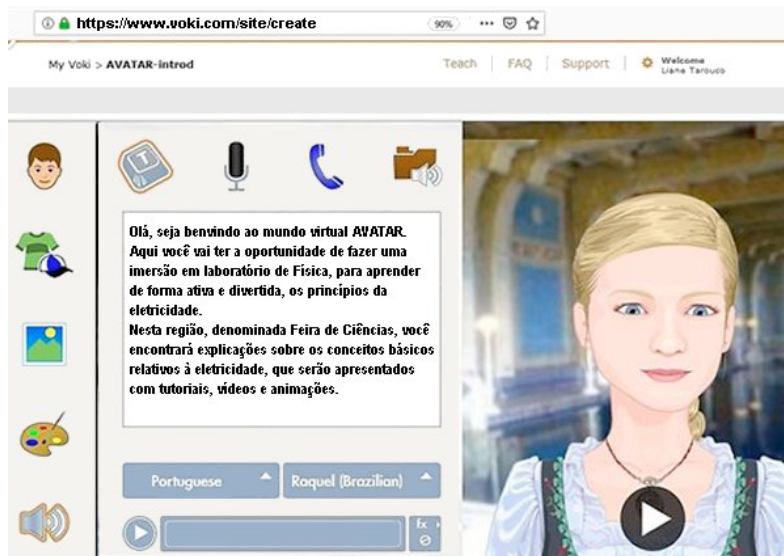 https://www.voki.com/site/create
90%
My Voki > AVATAR-introd
Teach | FAQ | Support |
Welcome
Liane Tarouco
T
Olá, seja benvindo ao mundo virtual AVATAR.
Aqui você vai ter a oportunidade de fazer uma
imersão em laboratório de Física, para aprender
de forma ativa e divertida, os princípios da
eletricidade.
Nesta região, denominada Feira de Ciências, você
encontrará explicações sobre os conceitos básicos
relativos à eletricidade, que serão apresentados
com tutoriais, vídeos e animações.
Portuguese
Raquel (Brazilian)
fx